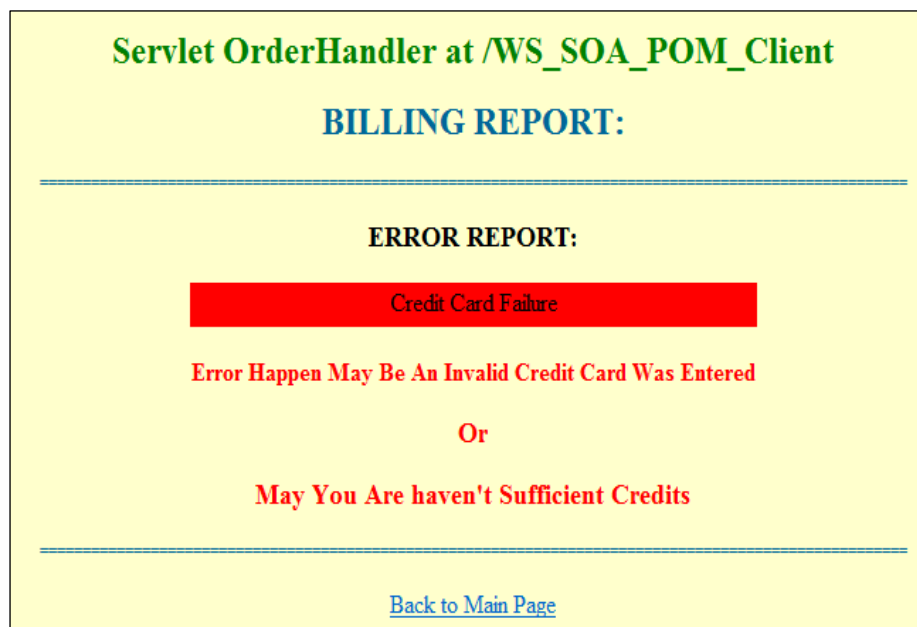 Servlet OrderHandler at /WS_SOA_POM_Client
BILLING REPORT:
ERROR REPORT:
Credit Card Failure
Error Happen May Be An Invalid Credit Card Was Entered
Or
May You Are haven't Sufficient Credits
Back to Main Page